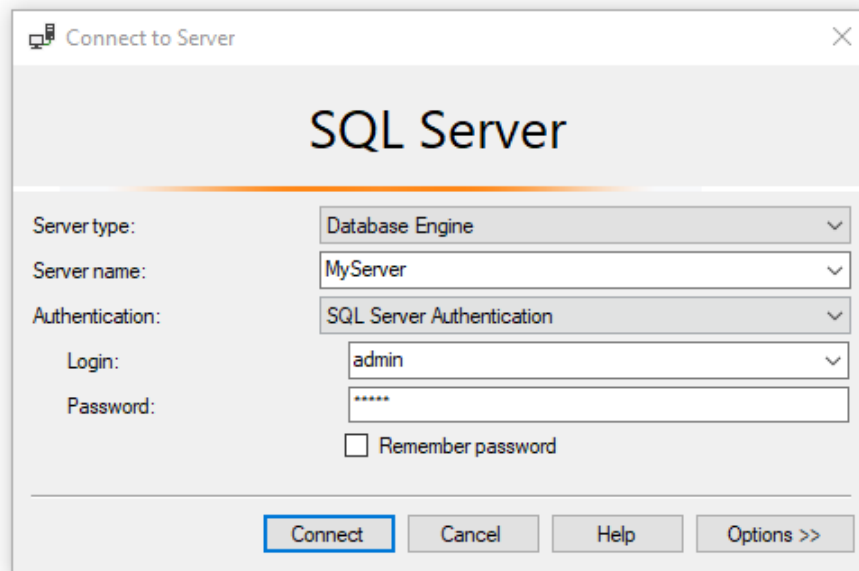 Connect to Server
SQL Server
Server type: Database Engine
Server name: MyServer
Authentication: SQL Server Authentication
Login: admin
Password: *****
Remember password
Connect Cancel Help Options >>